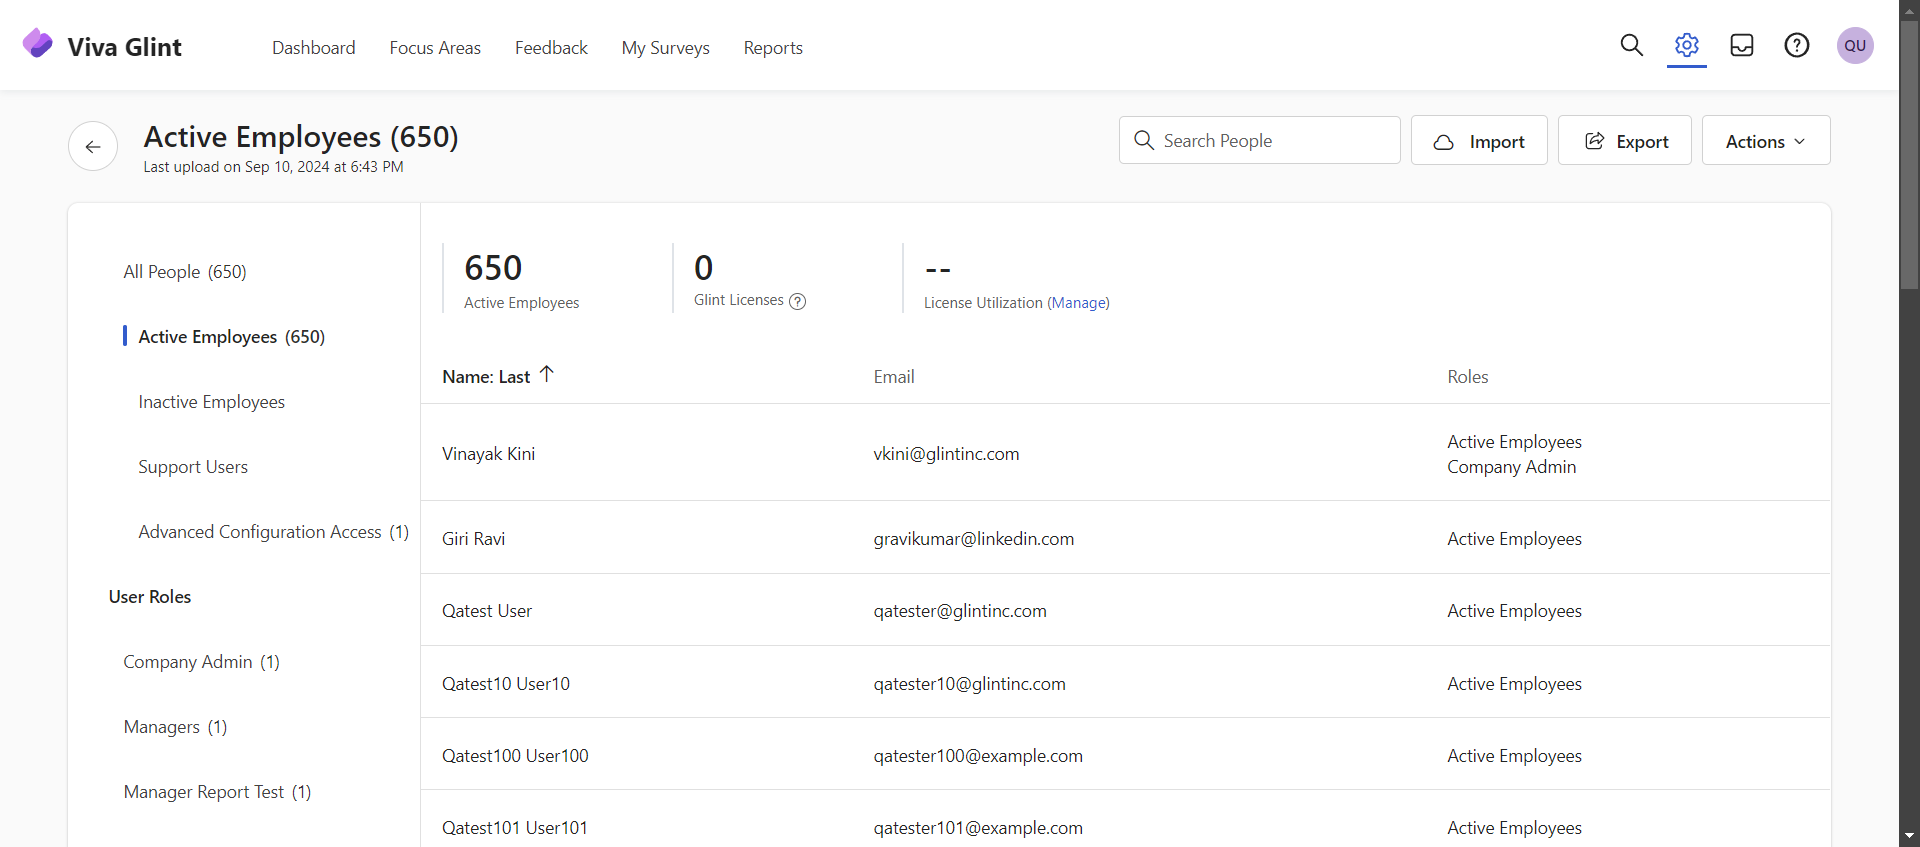 Viva Glint
Dashboard
Focus Areas
Feedback
My Surveys
Reports
QU
Active Employees (650)
Last upload on Sep 10, 2024 at 6:43 PM
Search People
Import
Export
Actions
All People (650)
Active Employees (650)
Inactive Employees
Support Users
Advanced Configuration Access (1)
User Roles
Company Admin (1)
Managers (1)
Manager Report Test (1)
650
Active Employees
0
Glint Licenses
--
License Utilization (Manage)
Name: Last Email Roles
Vinayak Kini vkini@glintinc.com Active Employees
Company Admin
Giri Ravi gravikumar@linkedin.com Active Employees
Qatest User qatester@glintinc.com Active Employees
Qatest10 User10 qatester10@glintinc.com Active Employees
Qatest100 User100 qatester100@example.com Active Employees
Qatest101 User101 qatester101@example.com Active Employees